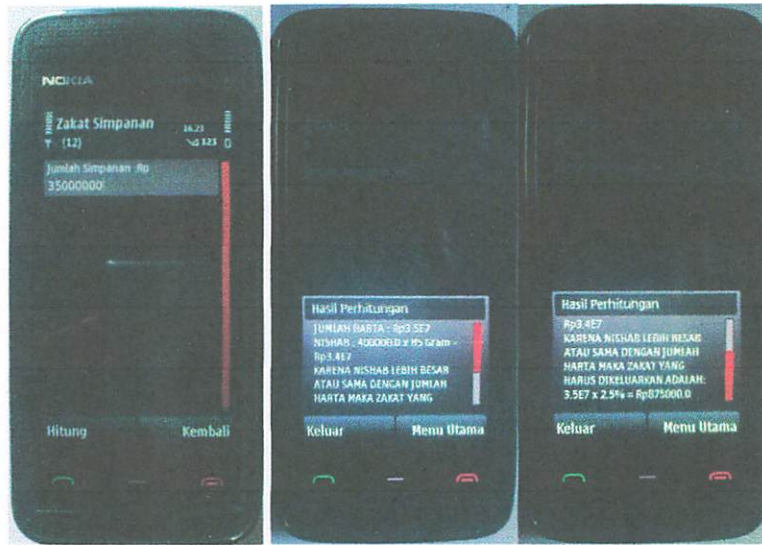 NOKIA
Zakat Simpanan
16.23
(12)
123
Jumlah Simpanan :Rp
35000000
Hitung
Kembali
Hasil Perhitungan
JUMLAH HARTA : Rp3.5E7
NISHAB : 400000.0 x 85 Gram =
Rp3.4E7
KARENA NISHAB LEBIH BESAR
ATAU SAMA DENGAN JUMLAH
HARTA MAKA ZAKAT YANG
Keluar
Menu Utama
Hasil Perhitungan
Rp3.4E7
KARENA NISHAB LEBIH BESAR
ATAU SAMA DENGAN JUMLAH
HARTA MAKA ZAKAT YANG
HARUS DIKELUARKAN ADALAH:
3.5E7 x 2.5% = Rp875000.0
Keluar
Menu Utama